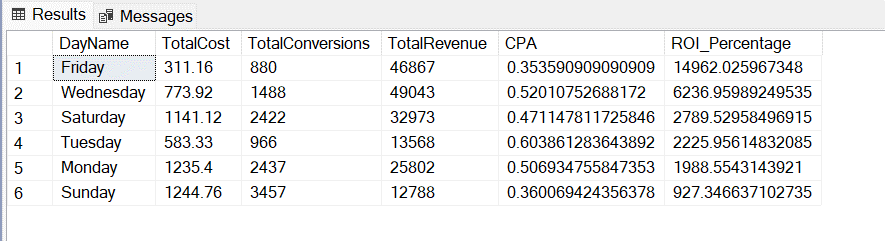 Results Messages
DayName TotalCost TotalConversions TotalRevenue CPA ROI_Percentage
1 Friday 311.16 880 46867 0.353590909090909 14962.025967348
2 Wednesday 773.92 1488 49043 0.52010752688172 6236.95989249535
3 Saturday 1141.12 2422 32973 0.471147811725846 2789.52958496915
4 Tuesday 583.33 966 13568 0.603861283643892 2225.95614832085
5 Monday 1235.4 2437 25802 0.506934755847353 1988.5543143921
6 Sunday 1244.76 3457 12788 0.360069424356378 927.346637102735